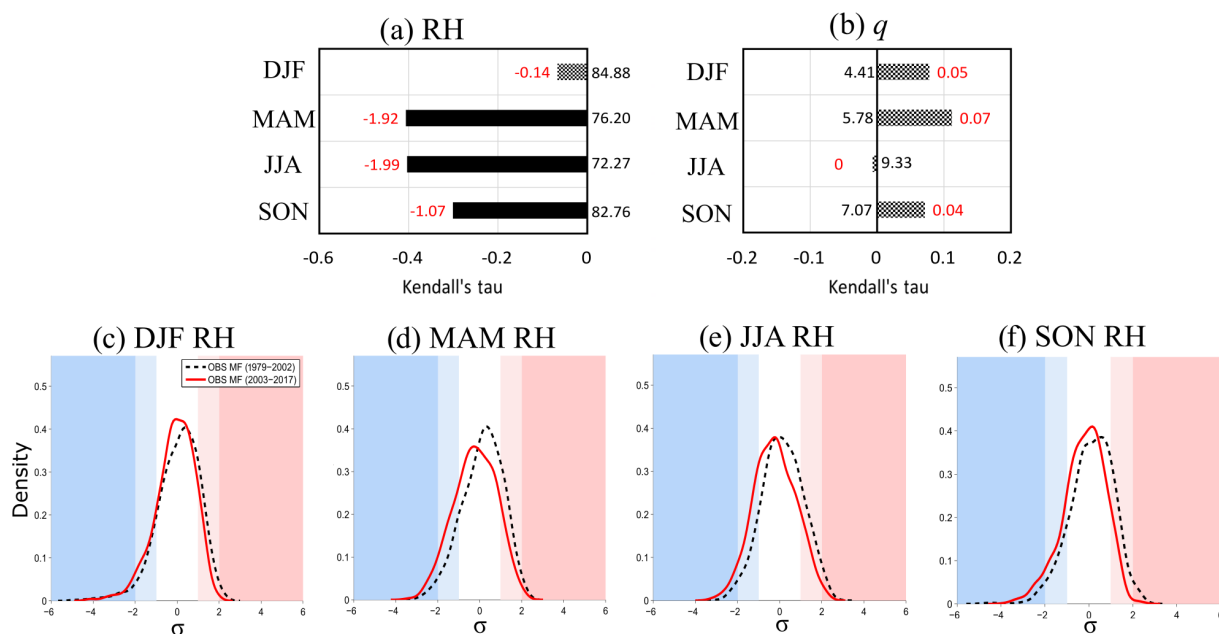 (a) RH
(b) q
DJF -0.14 84.88
MAM -1.92 76.20
JJA -1.99 72.27
SON -1.07 82.76
-0.6 -0.4 -0.2 0
Kendall's tau
DJF 4.41 0.05
MAM 5.78 0.07
JJA 0 9.33
SON 7.07 0.04
-0.2 -0.1 0 0.1 0.2
Kendall's tau
(c) DJF RH
(d) MAM RH
(e) JJA RH
(f) SON RH
OBS MF (1979−2002)
OBS MF (2003−2017)
Density
0.5
0.4
0.3
0.2
0.1
0
−6 −4 −2 0 2 4 6
σ
0.5
0.4
0.3
0.2
0.1
0
−6 −4 −2 0 2 4 6
σ
0.5
0.4
0.3
0.2
0.1
0
−6 −4 −2 0 2 4 6
σ
0.5
0.4
0.3
0.2
0.1
0
−6 −4 −2 0 2 4 6
σ